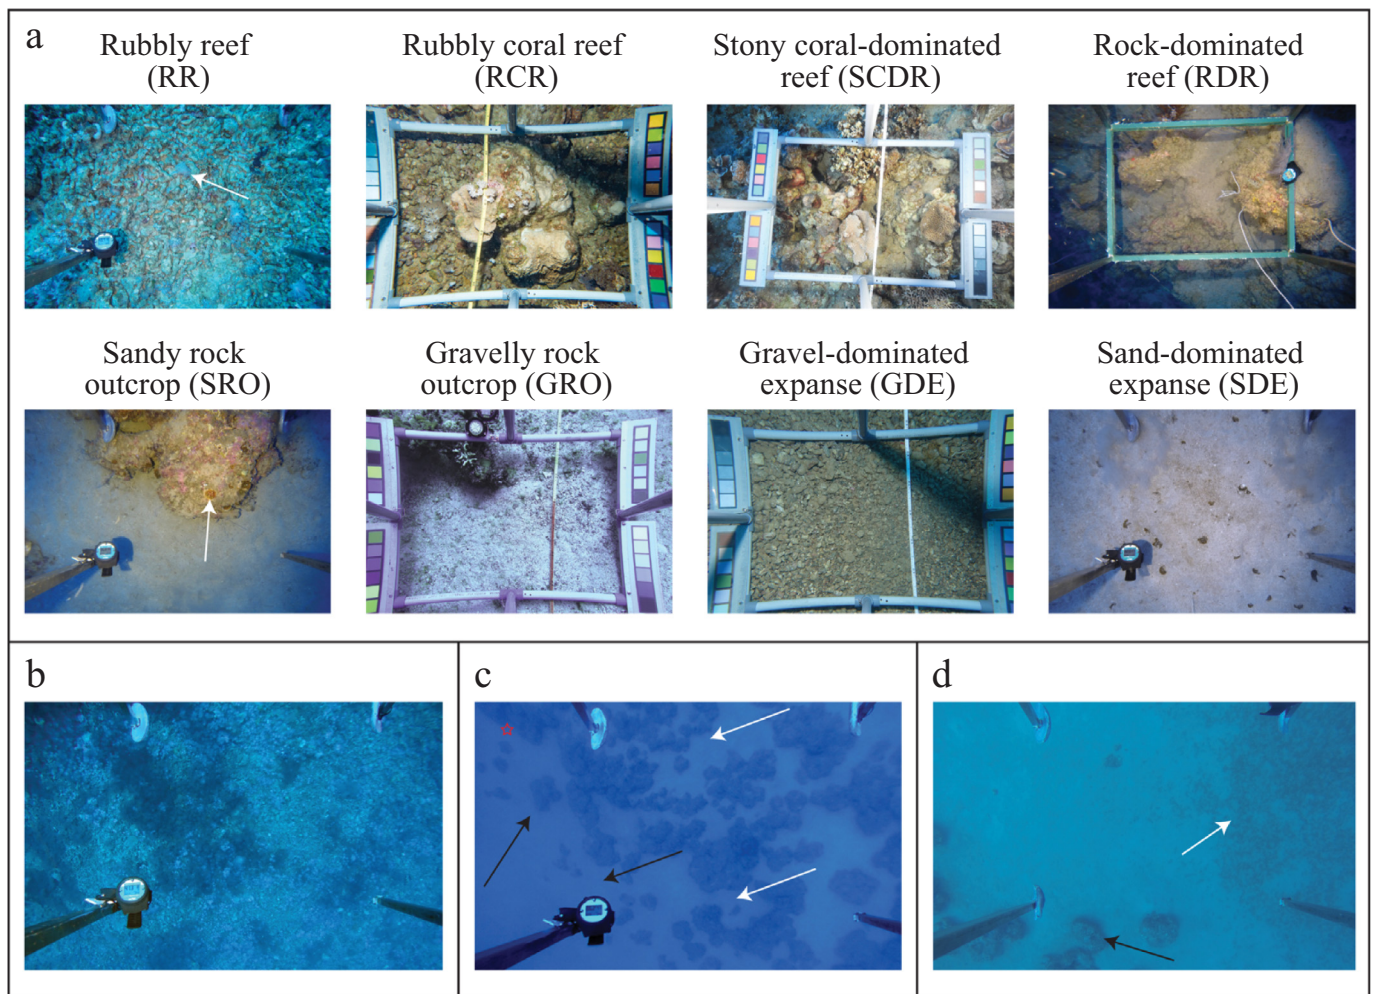 a
Rubbly reef
(RR)
Rubbly coral reef
(RCR)
Stony coral-dominated
reef (SCDR)
Rock-dominated
reef (RDR)
Sandy rock
outcrop (SRO)
Gravelly rock
outcrop (GRO)
Gravel-dominated
expanse (GDE)
Sand-dominated
expanse (SDE)
b
c
d